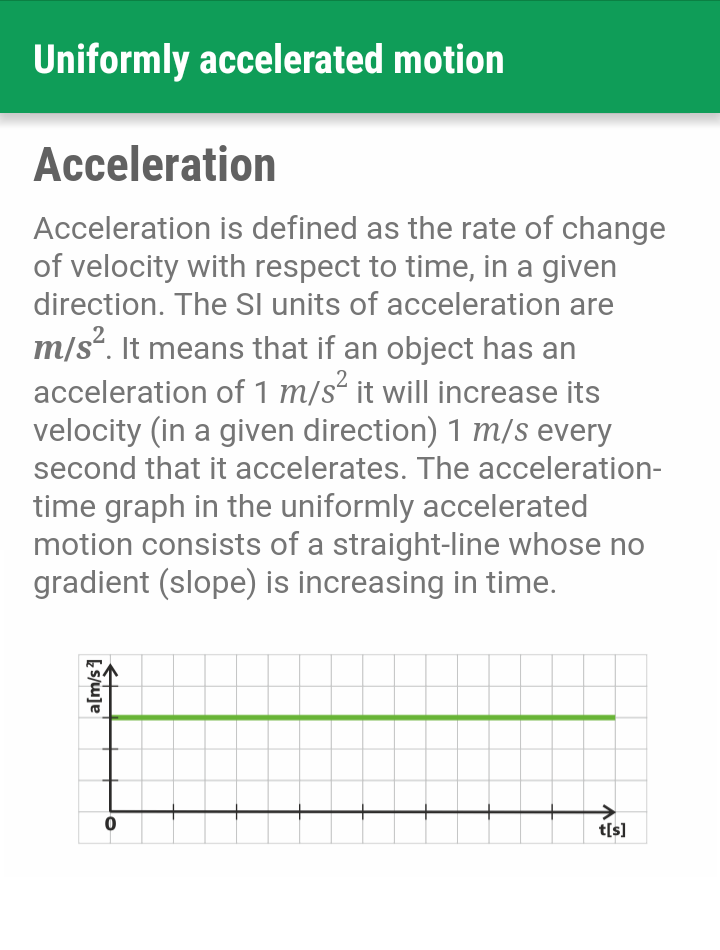 Uniformly accelerated motion
Acceleration
Acceleration is defined as the rate of change
of velocity with respect to time, in a given
direction. The SI units of acceleration are
m/s². It means that if an object has an
acceleration of 1 m/s² it will increase its
velocity (in a given direction) 1 m/s every
second that it accelerates. The acceleration-
time graph in the uniformly accelerated
motion consists of a straight-line whose no
gradient (slope) is increasing in time.
a[m/s²]
0
t[s]